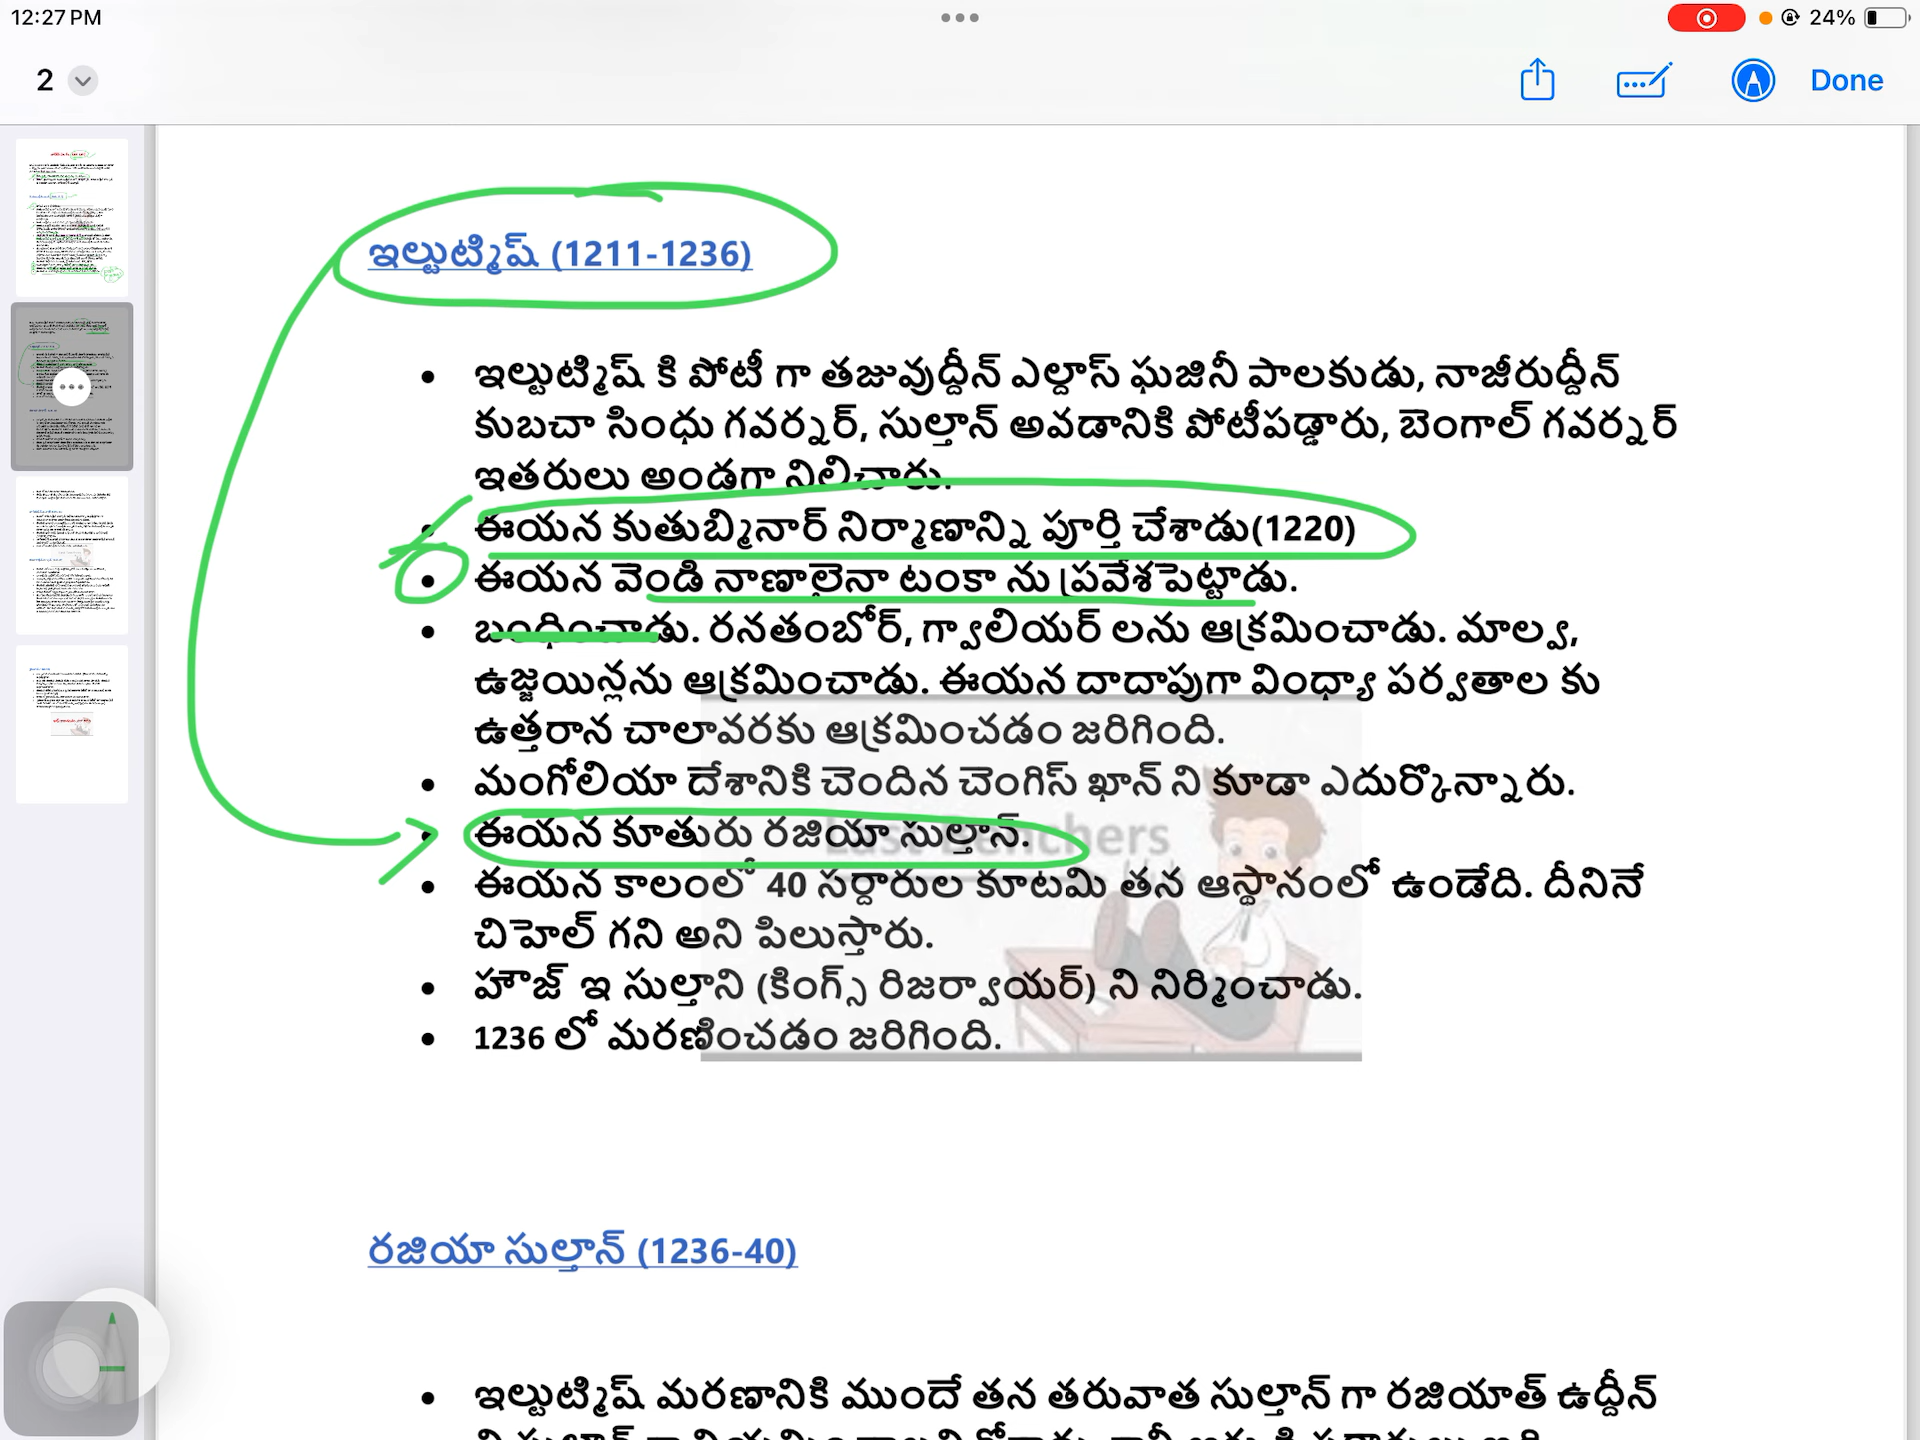 12:27 PM
24%
2
Done
ఇల్టుట్మిష్ (1211-1236)
• ఇల్టుట్మిష్ కి పోటీ గా తజువుద్దీన్ ఎల్దాస్ ఘజినీ పాలకుడు, నాజీరుద్దీన్
కుబచా సింధు గవర్నర్, సుల్తాన్ అవడానికి పోటీపడ్డారు, బెంగాల్ గవర్నర్
ఇతరులు అండగా నిలిచారు.
• ఈయన కుతుబ్మినార్ నిర్మాణాన్ని పూర్తి చేశాడు(1220)
• ఈయన వెండి నాణాలైనా టంకా ను ప్రవేశపెట్టాడు.
• బంధించాడు. రనతంబోర్, గ్వాలియర్ లను ఆక్రమించాడు. మాల్వ,
ఉజ్జయిన్లను ఆక్రమించాడు. ఈయన దాదాపుగా వింధ్యా పర్వతాల కు
ఉత్తరాన చాలావరకు ఆక్రమించడం జరిగింది.
• మంగోలియా దేశానికి చెందిన చెంగిస్ ఖాన్ ని కూడా ఎదుర్కొన్నారు.
• ఈయన కూతురు రజియా సుల్తాన్.
Last Benchers
• ఈయన కాలంలో 40 సర్దారుల కూటమి తన ఆస్థానంలో ఉండేది. దీనినే
చిహెల్ గని అని పిలుస్తారు.
• హౌజ్ ఇ సుల్తాని (కింగ్స్ రిజర్వాయర్) ని నిర్మించాడు.
• 1236 లో మరణించడం జరిగింది.
రజియా సుల్తాన్ (1236-40)
• ఇల్టుట్మిష్ మరణానికి ముందే తన తరువాత సుల్తాన్ గా రజియాత్ ఉద్దీన్